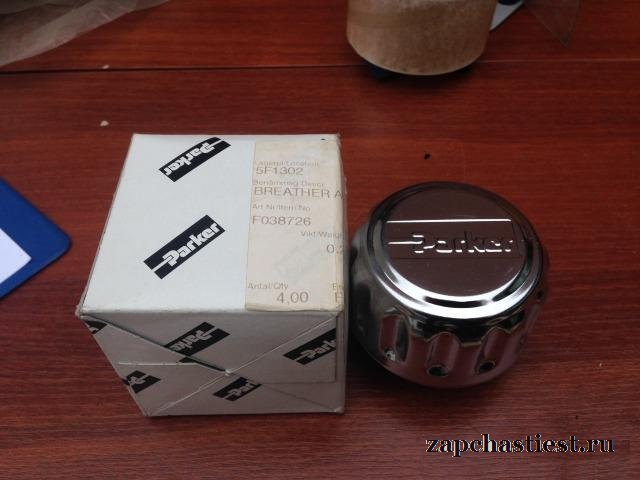 Parker
Lagerpl/Location
5F1302
Benämning/Descr
BREATHER A
Art Nr/Item No
F038726
Vikt/Weig
0,2
Antal/Qty
4,00
Parker
Parker
Parker
Parker
Parker
zapchastiest.ru